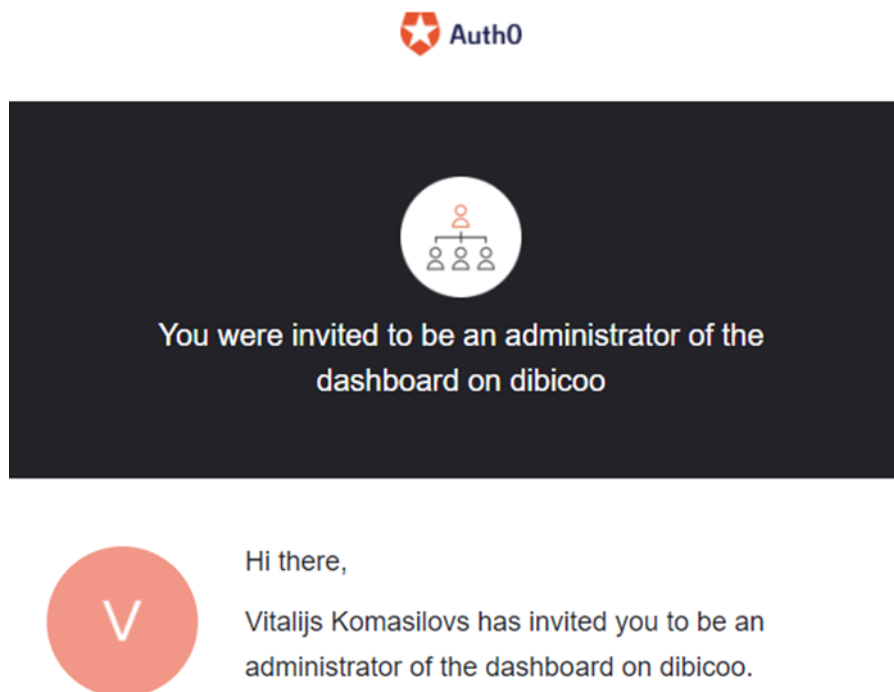 Auth0
You were invited to be an administrator of the
dashboard on dibicoo
Hi there,
V
Vitalijs Komasilovs has invited you to be an
administrator of the dashboard on dibicoo.